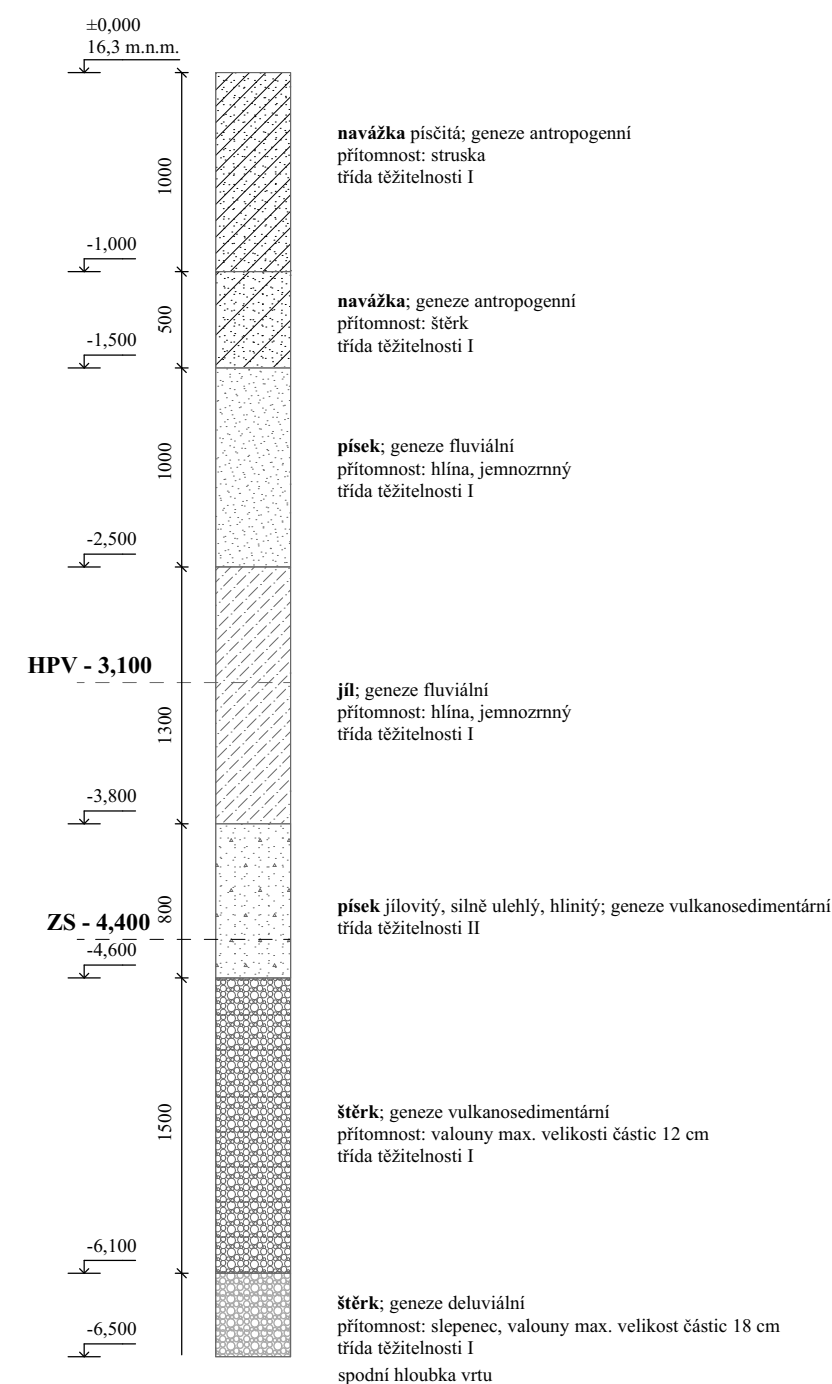 ±0,000
16,3 m.n.m.
navážka písčitá; geneze antropogenní
přítomnost: struska
třída těžitelnosti I
1000
-1,000
navážka; geneze antropogenní
přítomnost: štěrk
třída těžitelnosti I
500
-1,500
písek; geneze fluviální
přítomnost: hlína, jemnozrnný
třída těžitelnosti I
1000
-2,500
HPV - 3,100
jíl; geneze fluviální
přítomnost: hlína, jemnozrnný
třída těžitelnosti I
1300
-3,800
písek jílovitý, silně ulehlý, hlinitý; geneze vulkanosedimentární
třída těžitelnosti II
800
ZS - 4,400
-4,600
štěrk; geneze vulkanosedimentární
přítomnost: valouny max. velikosti částic 12 cm
třída těžitelnosti I
1500
-6,100
štěrk; geneze deluviální
přítomnost: slepenec, valouny max. velikost částic 18 cm
třída těžitelnosti I
-6,500
spodní hloubka vrtu